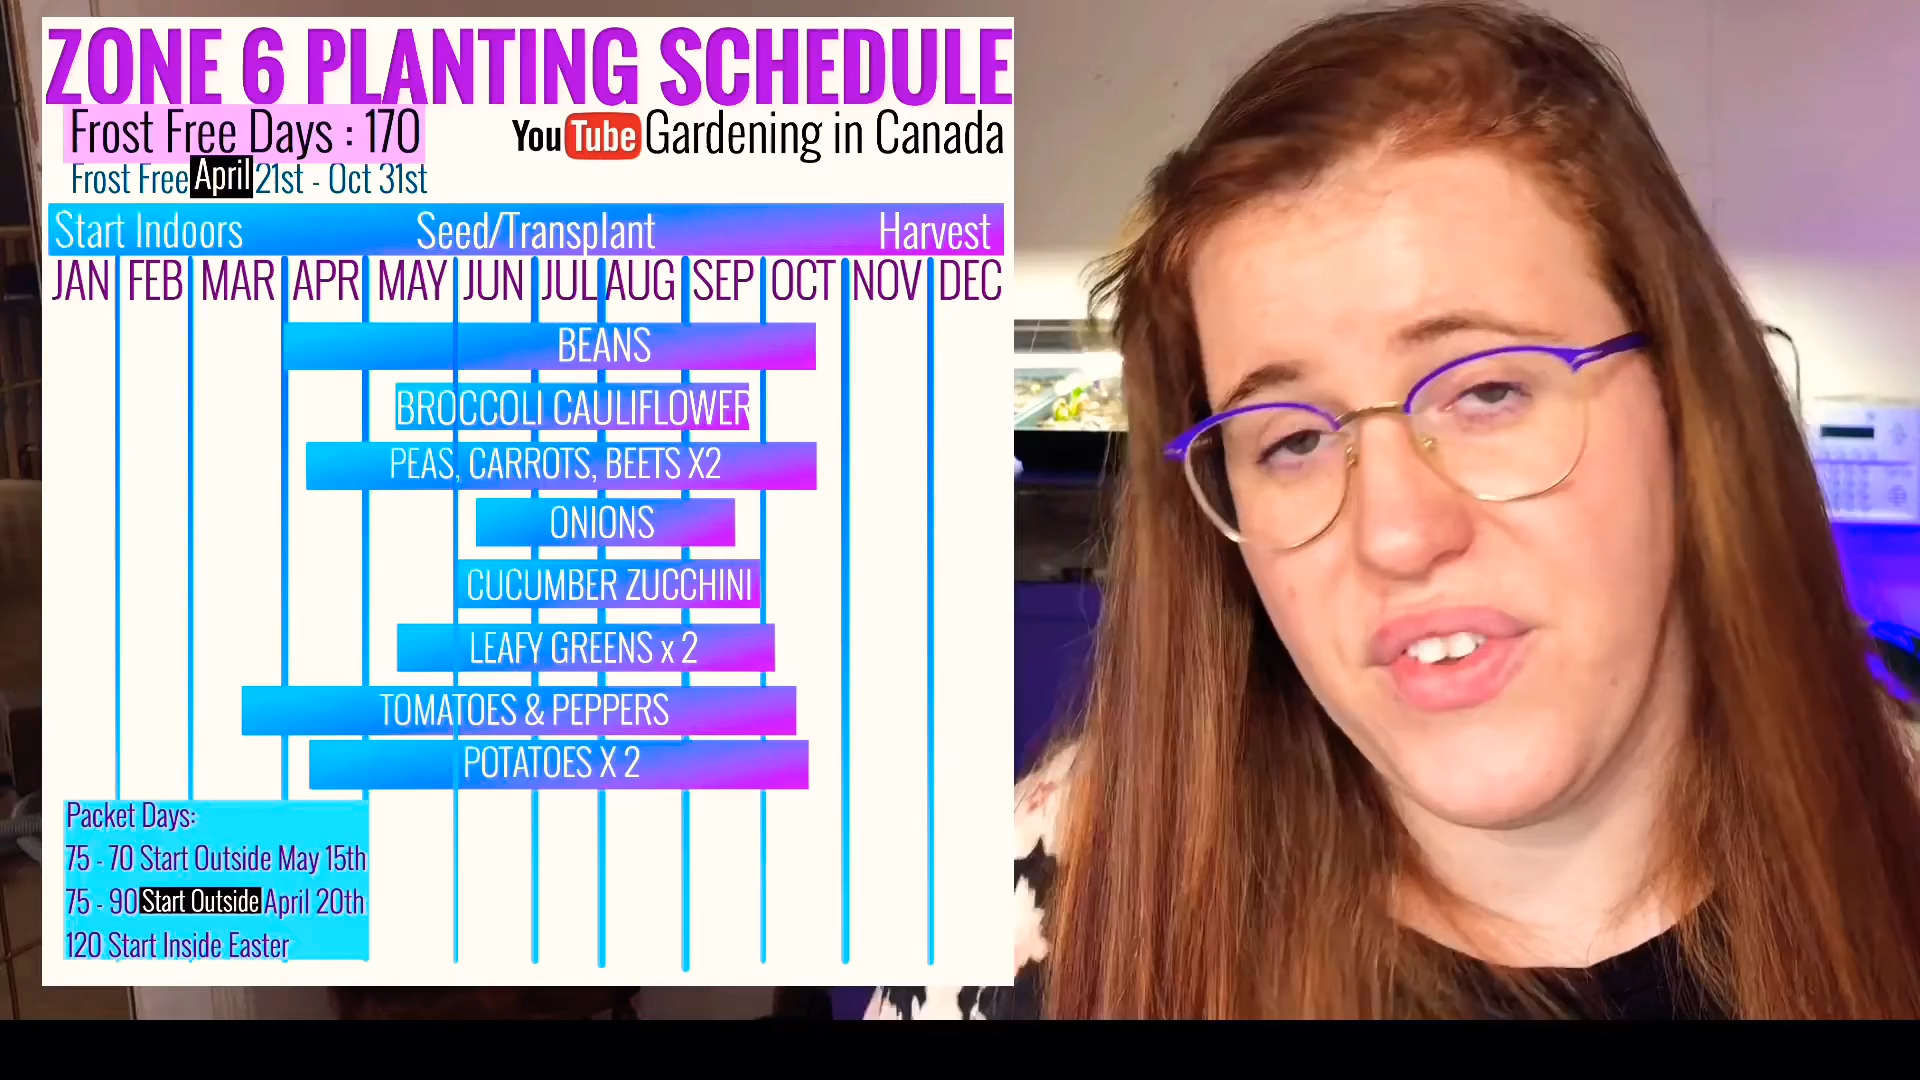 ZONE 6 PLANTING SCHEDULE
Frost Free Days : 170
YouTube Gardening in Canada
Frost Free April 21st - Oct 31st
Start Indoors Seed/Transplant Harvest
JAN FEB MAR APR MAY JUN JUL AUG SEP OCT NOV DEC
BEANS
BROCCOLI CAULIFLOWER
PEAS, CARROTS, BEETS X2
ONIONS
CUCUMBER ZUCCHINI
LEAFY GREENS x 2
TOMATOES & PEPPERS
POTATOES X 2
Packet Days:
75 - 70 Start Outside May 15th
75 - 90 Start Outside April 20th
120 Start Inside Easter